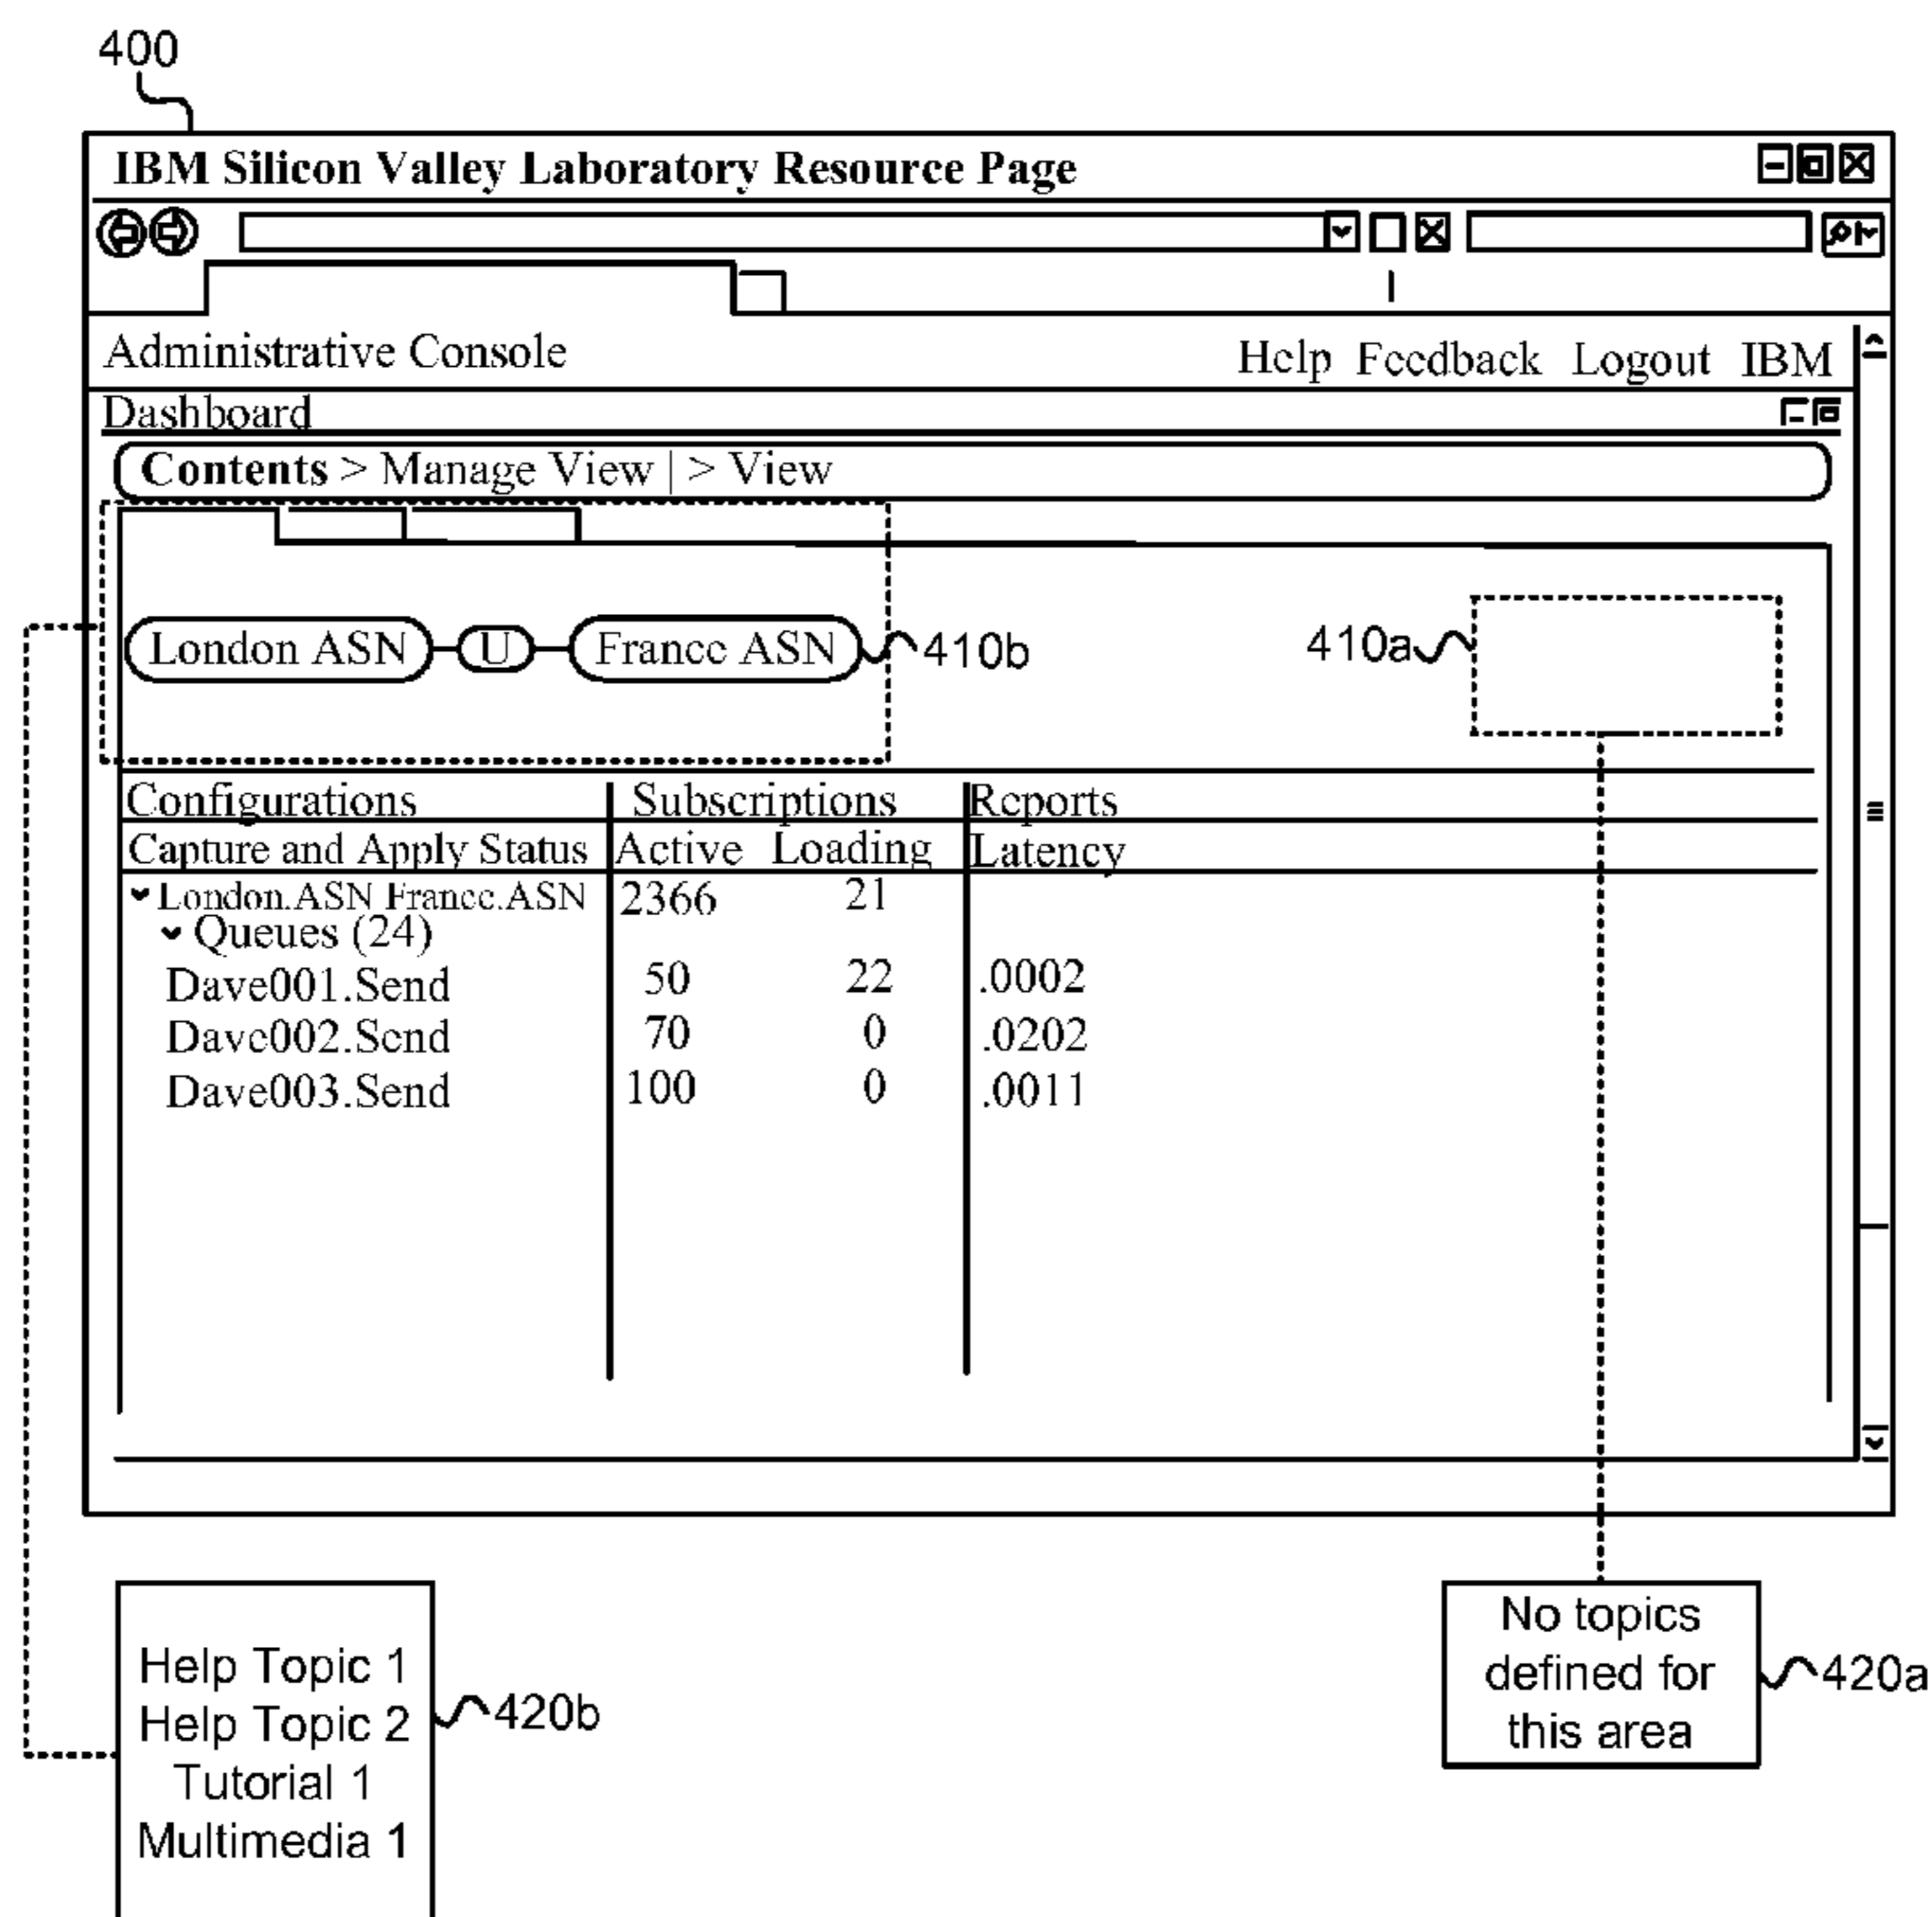 400
IBM Silicon Valley Laboratory Resource Page
Administrative Console Help Feedback Logout IBM
Dashboard
Contents > Manage View | > View
London ASN U France ASN 410b 410a
Configurations Subscriptions Reports
Capture and Apply Status Active Loading Latency
London.ASN France.ASN 2366 21
Queues (24)
Dave001.Send 50 22 .0002
Dave002.Send 70 0 .0202
Dave003.Send 100 0 .0011
Help Topic 1
Help Topic 2
Tutorial 1
Multimedia 1
420b
No topics
defined for
this area
420a